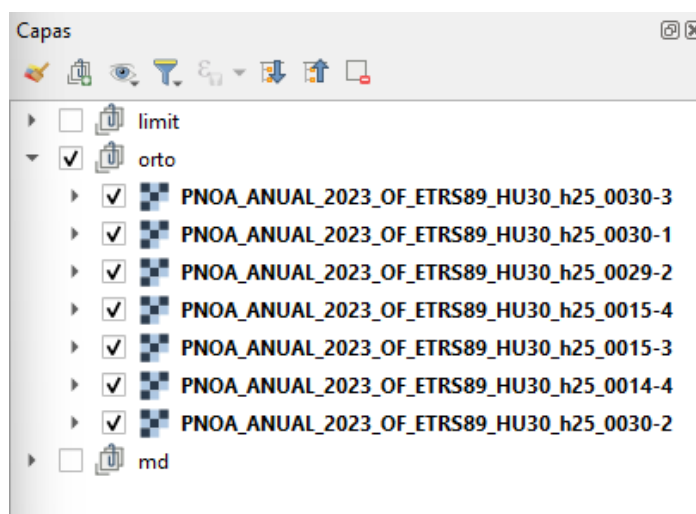 Capas
limit
orto
PNOA_ANUAL_2023_OF_ETRS89_HU30_h25_0030-3
PNOA_ANUAL_2023_OF_ETRS89_HU30_h25_0030-1
PNOA_ANUAL_2023_OF_ETRS89_HU30_h25_0029-2
PNOA_ANUAL_2023_OF_ETRS89_HU30_h25_0015-4
PNOA_ANUAL_2023_OF_ETRS89_HU30_h25_0015-3
PNOA_ANUAL_2023_OF_ETRS89_HU30_h25_0014-4
PNOA_ANUAL_2023_OF_ETRS89_HU30_h25_0030-2
md